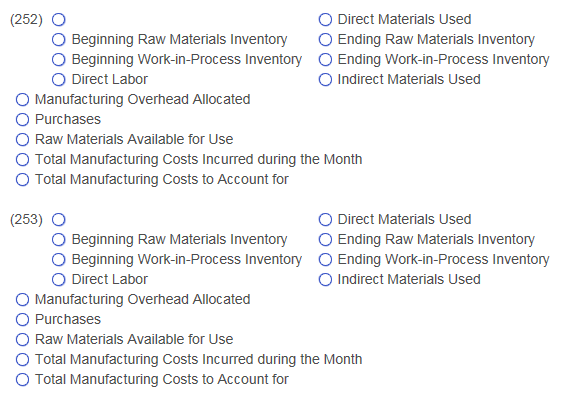 (252) Direct Materials Used
Beginning Raw Materials Inventory Ending Raw Materials Inventory
Beginning Work-in-Process Inventory Ending Work-in-Process Inventory
Direct Labor Indirect Materials Used
Manufacturing Overhead Allocated
Purchases
Raw Materials Available for Use
Total Manufacturing Costs Incurred during the Month
Total Manufacturing Costs to Account for
(253) Direct Materials Used
Beginning Raw Materials Inventory Ending Raw Materials Inventory
Beginning Work-in-Process Inventory Ending Work-in-Process Inventory
Direct Labor Indirect Materials Used
Manufacturing Overhead Allocated
Purchases
Raw Materials Available for Use
Total Manufacturing Costs Incurred during the Month
Total Manufacturing Costs to Account for